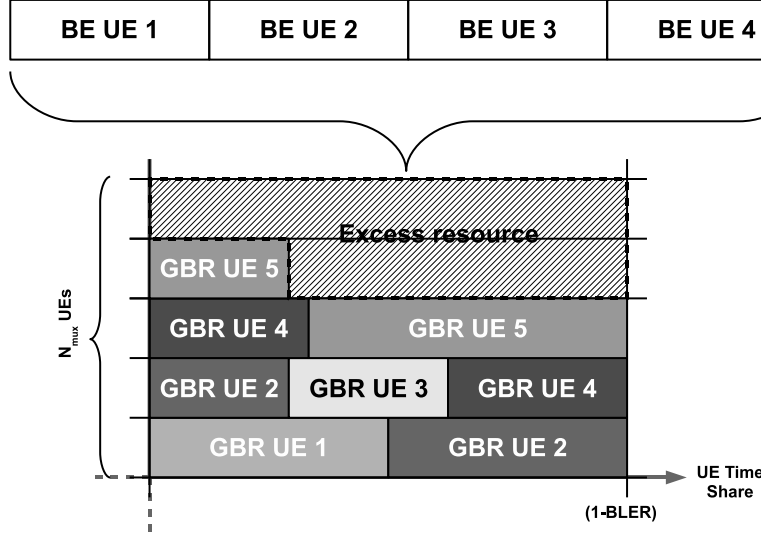 BE UE 1 BE UE 2 BE UE 3 BE UE 4
Excess resource
GBR UE 5
GBR UE 4 GBR UE 5
N_mux UEs
GBR UE 2 GBR UE 3 GBR UE 4
GBR UE 1 GBR UE 2
UE Time
Share
(1-BLER)